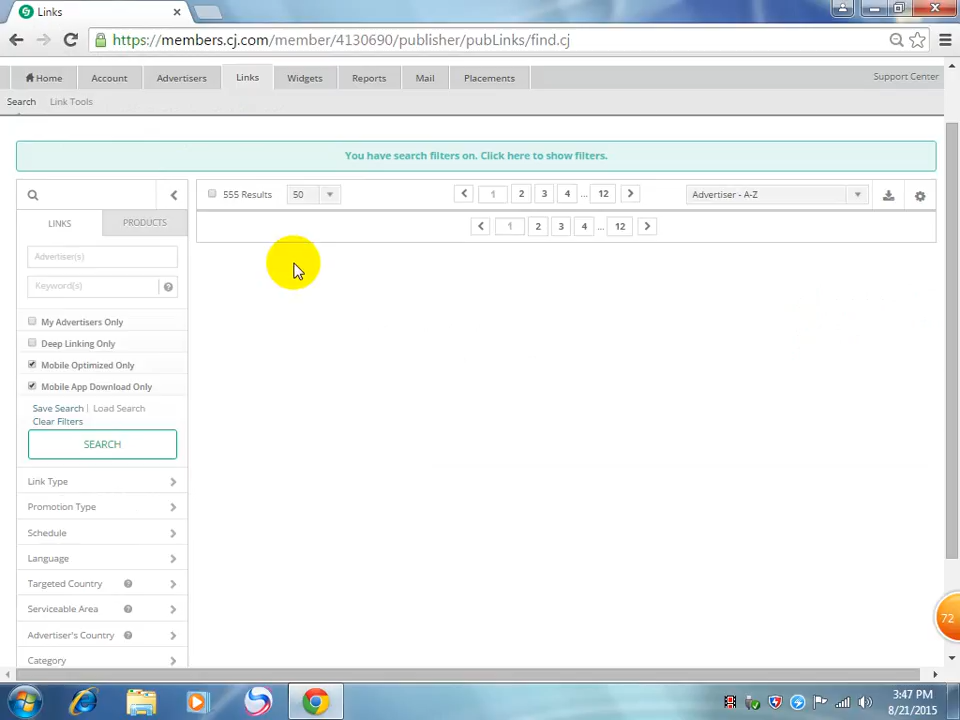 Links
https://members.cj.com/member/4130690/publisher/pubLinks/find.cj
Home Account Advertisers Links Widgets Reports Mail Placements Support Center
Search Link Tools
You have search filters on. Click here to show filters.
555 Results 50 1 2 3 4 ... 12 Advertiser - A-Z
LINKS PRODUCTS
1 2 3 4 ... 12
Advertiser(s)
Keyword(s) ?
My Advertisers Only
Deep Linking Only
Mobile Optimized Only
Mobile App Download Only
Save Search | Load Search
Clear Filters
SEARCH
Link Type
Promotion Type
Schedule
Language
Targeted Country ?
Serviceable Area ?
Advertiser's Country ?
Category
72
3:47 PM
8/21/2015